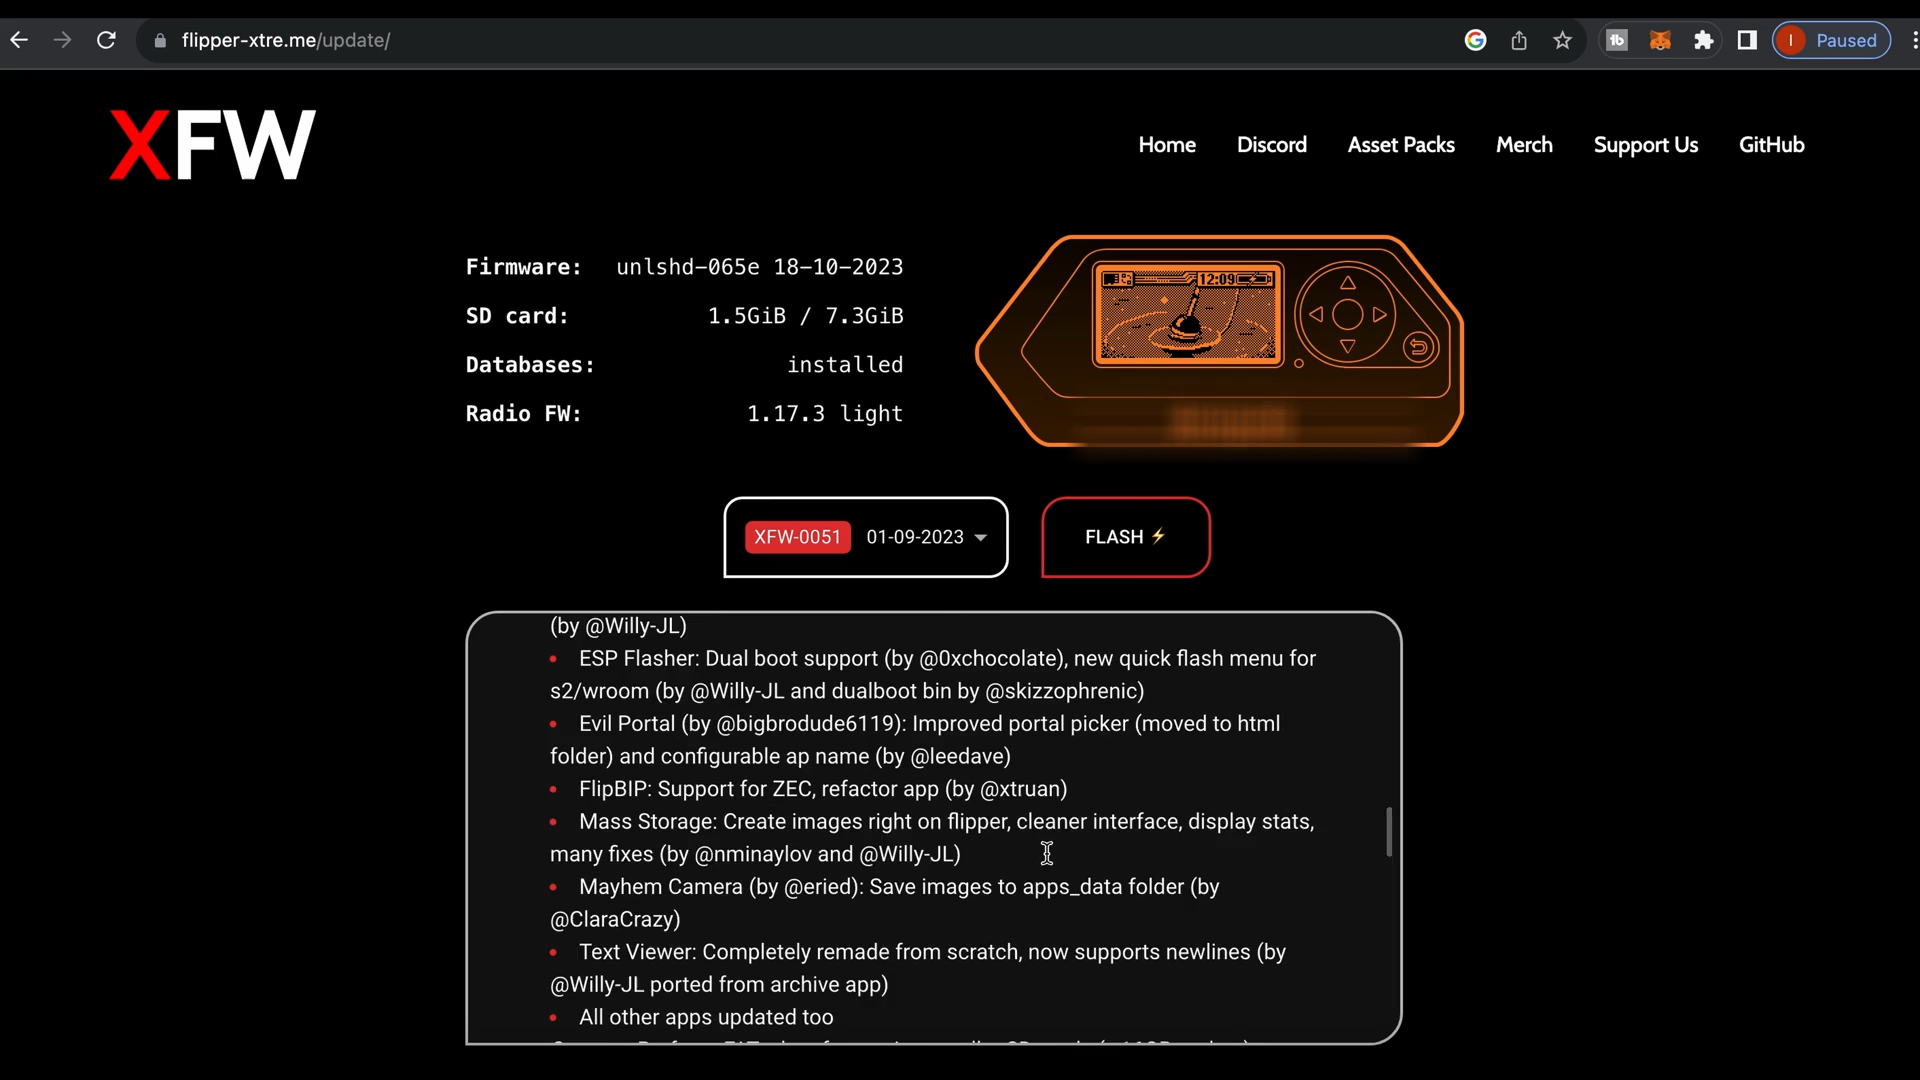 flipper-xtre.me/update/
Paused
XFW
Home Discord Asset Packs Merch Support Us GitHub
Firmware: unlshd-065e 18-10-2023
SD card: 1.5GiB / 7.3GiB
Databases: installed
Radio FW: 1.17.3 light
12:09
XFW-0051 01-09-2023
FLASH ⚡
(by @Willy-JL)
• ESP Flasher: Dual boot support (by @0xchocolate), new quick flash menu for
s2/wroom (by @Willy-JL and dualboot bin by @skizzophrenic)
• Evil Portal (by @bigbrodude6119): Improved portal picker (moved to html
folder) and configurable ap name (by @leedave)
• FlipBIP: Support for ZEC, refactor app (by @xtruan)
• Mass Storage: Create images right on flipper, cleaner interface, display stats,
many fixes (by @nminaylov and @Willy-JL)
• Mayhem Camera (by @eried): Save images to apps_data folder (by
@ClaraCrazy)
• Text Viewer: Completely remade from scratch, now supports newlines (by
@Willy-JL ported from archive app)
• All other apps updated too